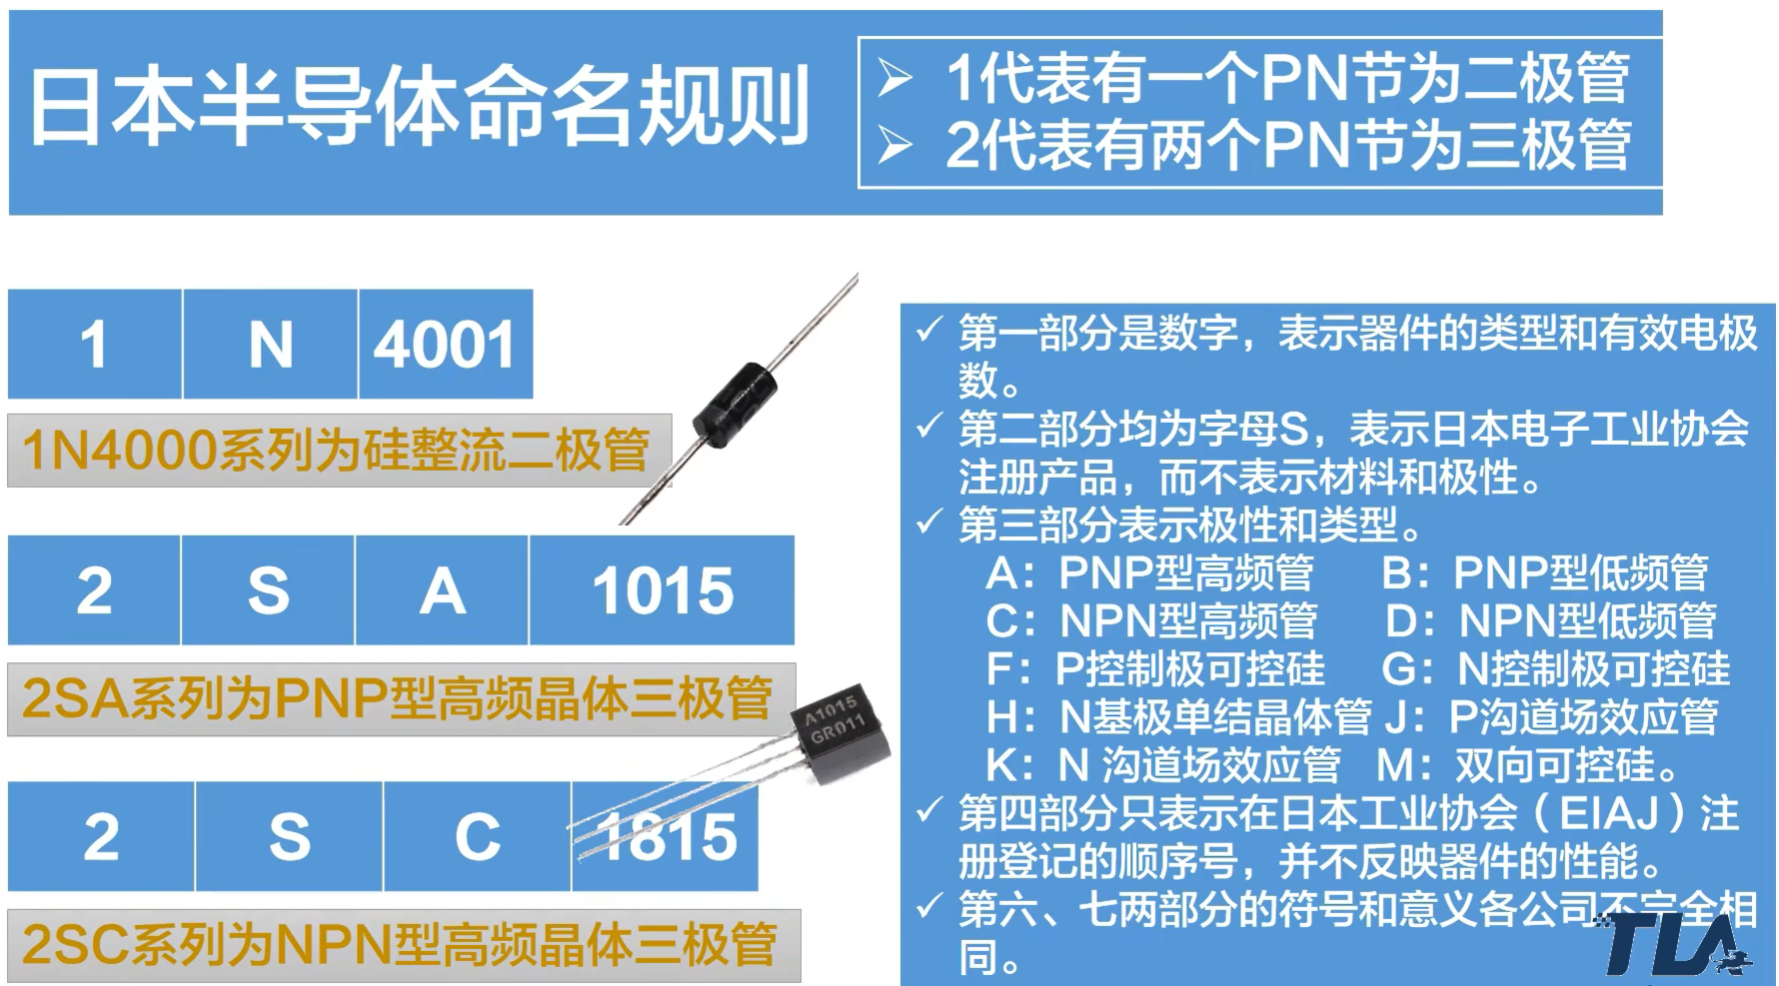 日本半导体命名规则
1代表有一个PN节为二极管
2代表有两个PN节为三极管
1 N 4001
1N4000系列为硅整流二极管
2 S A 1015
2SA系列为PNP型高频晶体三极管
A1015
GR011
2 S C 1815
2SC系列为NPN型高频晶体三极管
第一部分是数字，表示器件的类型和有效电极
数。
第二部分均为字母S，表示日本电子工业协会
注册产品，而不表示材料和极性。
第三部分表示极性和类型。
A：PNP型高频管 B：PNP型低频管
C：NPN型高频管 D：NPN型低频管
F：P控制极可控硅 G：N控制极可控硅
H：N基极单结晶体管 J：P沟道场效应管
K：N 沟道场效应管 M：双向可控硅。
第四部分只表示在日本工业协会（EIAJ）注
册登记的顺序号，并不反映器件的性能。
第六、七两部分的符号和意义各公司不完全相
同。
TLA